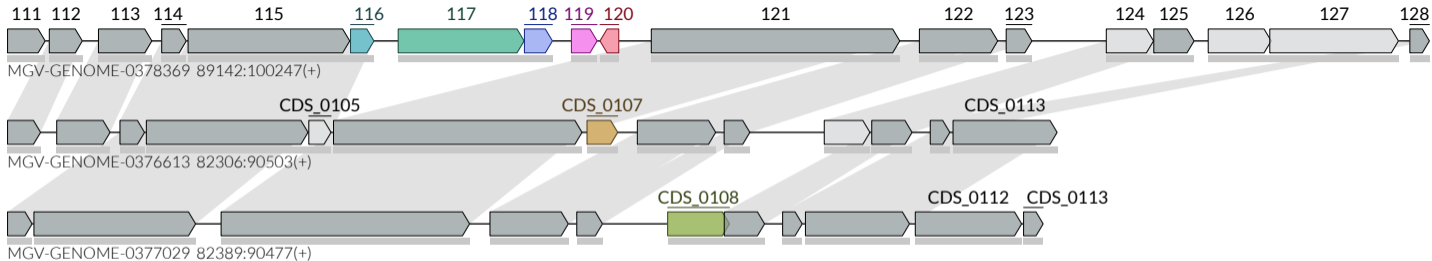 111 112 113 114 115 116 117 118 119 120 121 122 123 124 125 126 127 128
MGV-GENOME-0378369 89142:100247(+)
CDS_0105 CDS_0107 CDS_0113
MGV-GENOME-0376613 82306:90503(+)
CDS_0108 CDS_0112 CDS_0113
MGV-GENOME-0377029 82389:90477(+)